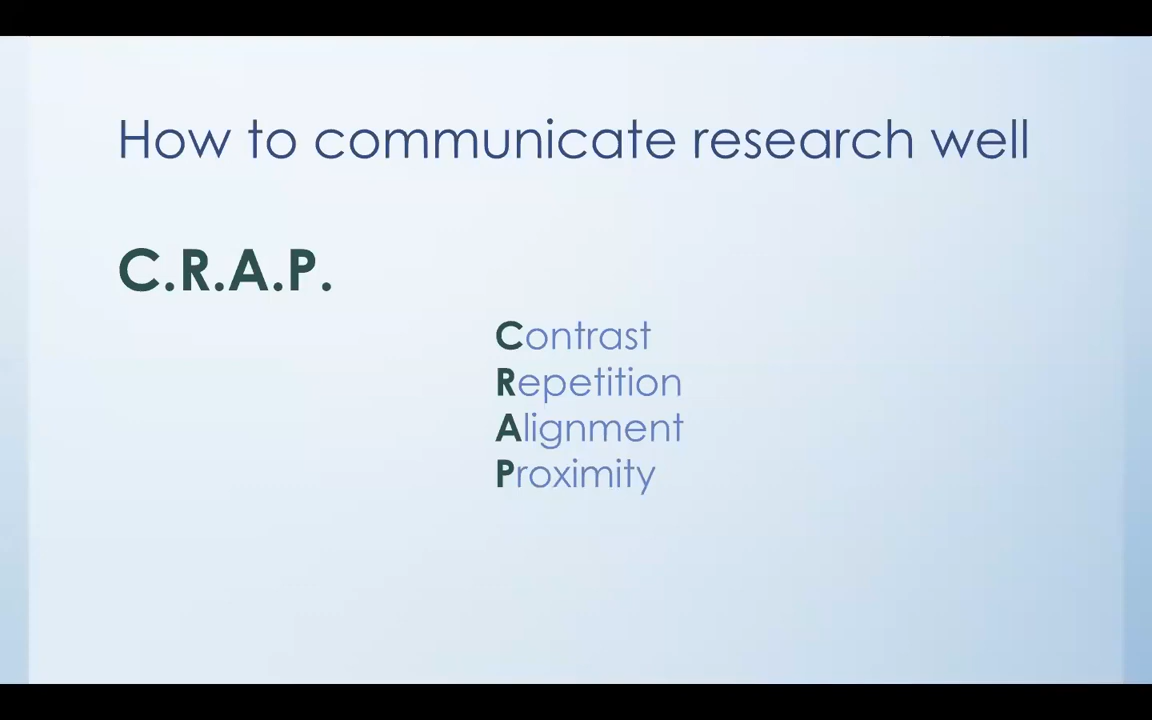 How to communicate research well
C.R.A.P.
Contrast
Repetition
Alignment
Proximity